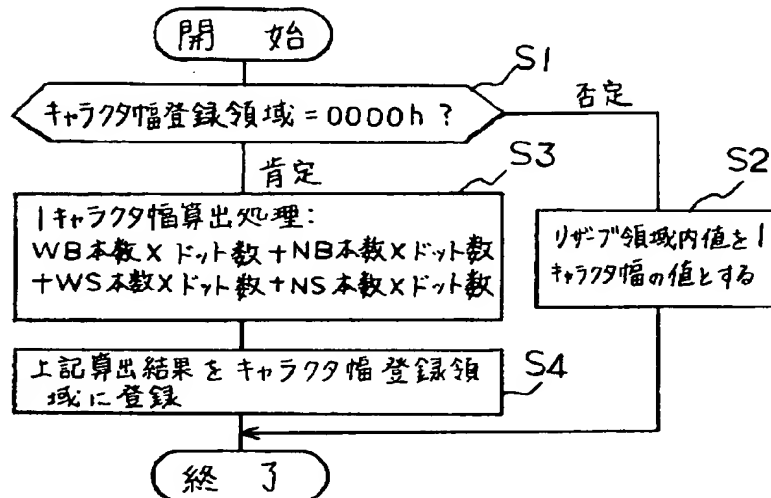 開 始
S1
キャラクタ幅登録領域=0000h?
否定
肯定
S3
S2
1キャラクタ幅算出処理:
WB本数×ドット数+NB本数×ドット数
+WS本数×ドット数+NS本数×ドット数
リザーブ領域内値を1
キャラクタ幅の値とする
上記算出結果をキャラクタ幅登録領
域に登録
S4
終 了